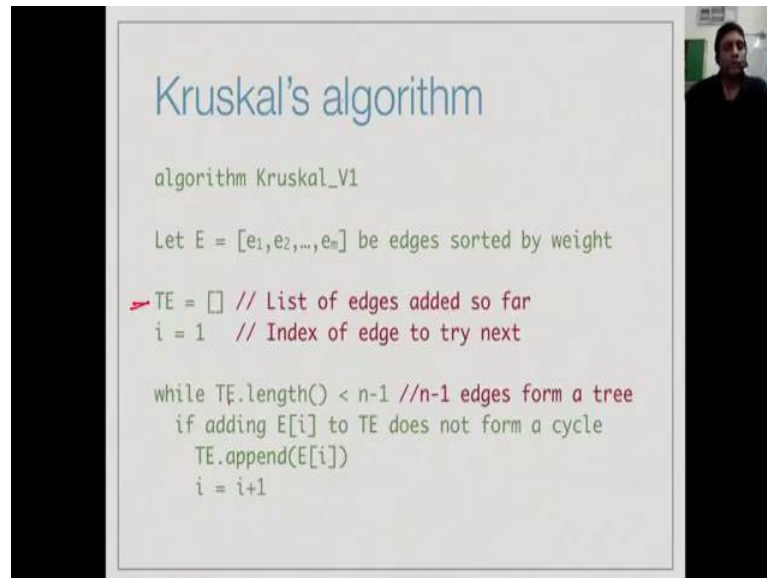 Kruskal's algorithm
algorithm Kruskal_V1
Let E = [e₁,e₂,…,eₘ] be edges sorted by weight
TE = [] // List of edges added so far
i = 1 // Index of edge to try next
while TE.length() < n-1 //n-1 edges form a tree
if adding E[i] to TE does not form a cycle
TE.append(E[i])
i = i+1